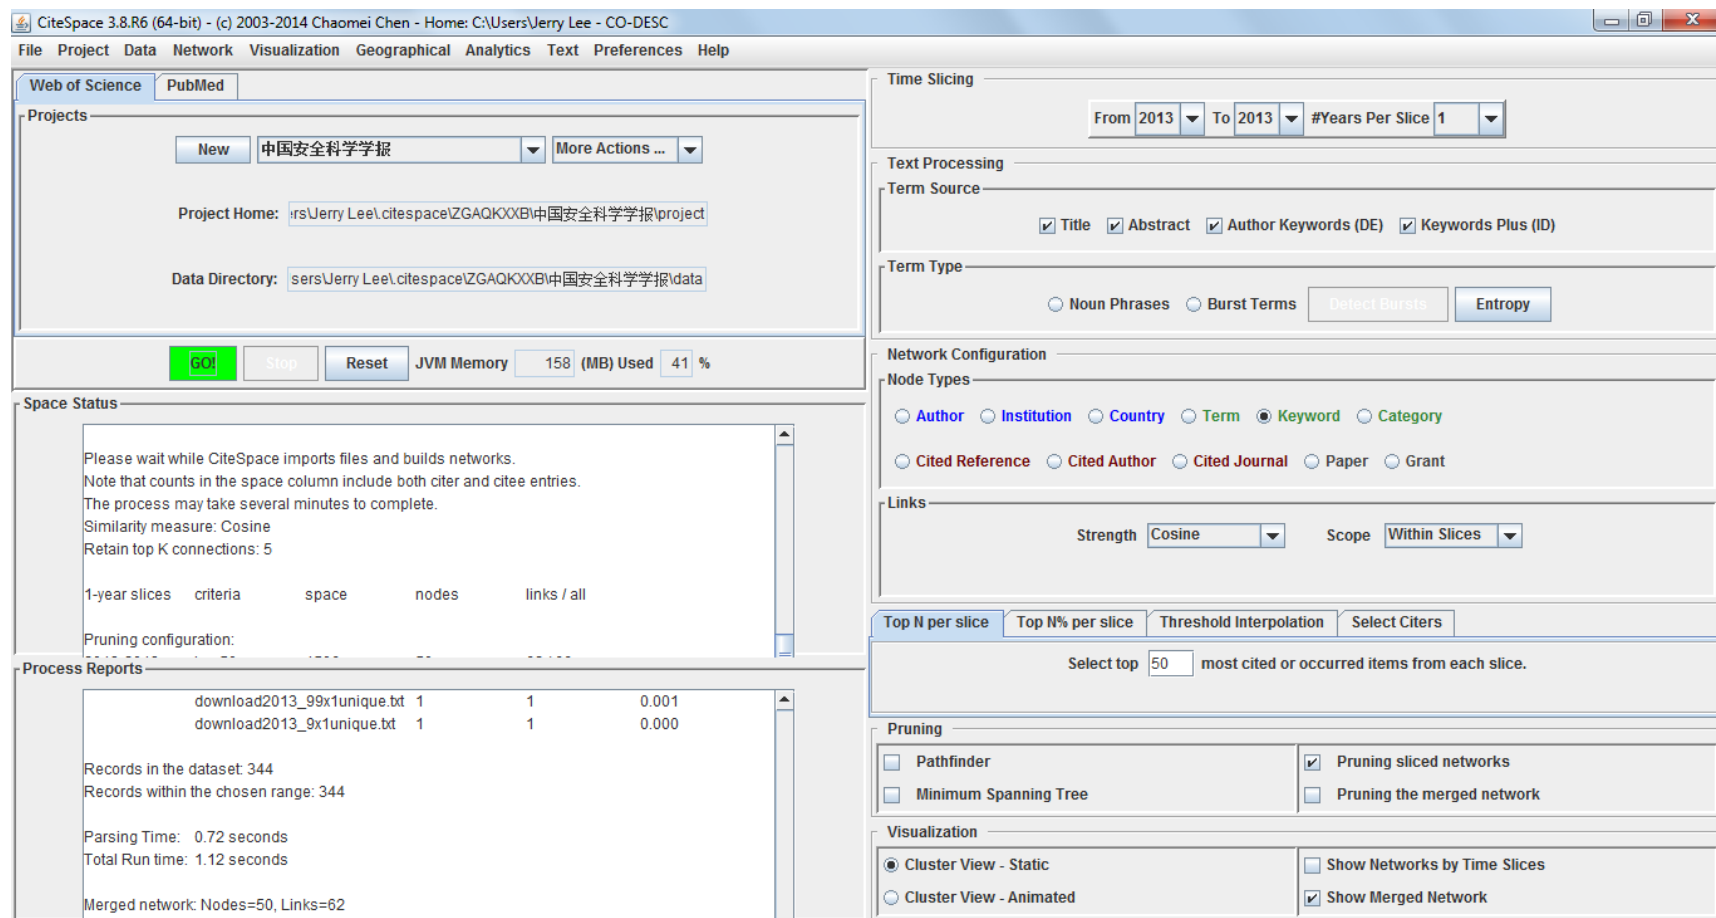 CiteSpace 3.8.R6 (64-bit) - (c) 2003-2014 Chaomei Chen - Home: C:\Users\Jerry Lee - CO-DESC
File Project Data Network Visualization Geographical Analytics Text Preferences Help
Web of Science PubMed
Projects
New 中国安全科学学报 More Actions ...
Project Home: ers\Jerry Lee\.citespace\ZGAQKXXB\中国安全科学学报\project
Data Directory: sers\Jerry Lee\.citespace\ZGAQKXXB\中国安全科学学报\data
GO! Stop Reset JVM Memory 158 (MB) Used 41 %
Space Status
Please wait while CiteSpace imports files and builds networks.
Note that counts in the space column include both citer and citee entries.
The process may take several minutes to complete.
Similarity measure: Cosine
Retain top K connections: 5
1-year slices criteria space nodes links / all
Pruning configuration:
Process Reports
download2013_99x1unique.txt 1 1 0.001
download2013_9x1unique.txt 1 1 0.000
Records in the dataset: 344
Records within the chosen range: 344
Parsing Time: 0.72 seconds
Total Run time: 1.12 seconds
Merged network: Nodes=50, Links=62
Time Slicing
From 2013 To 2013 #Years Per Slice 1
Text Processing
Term Source
Title Abstract Author Keywords (DE) Keywords Plus (ID)
Term Type
Noun Phrases Burst Terms Detect Bursts Entropy
Network Configuration
Node Types
Author Institution Country Term Keyword Category
Cited Reference Cited Author Cited Journal Paper Grant
Links
Strength Cosine Scope Within Slices
Top N per slice Top N% per slice Threshold Interpolation Select Citers
Select top 50 most cited or occurred items from each slice.
Pruning
Pathfinder Pruning sliced networks
Minimum Spanning Tree Pruning the merged network
Visualization
Cluster View - Static Show Networks by Time Slices
Cluster View - Animated Show Merged Network